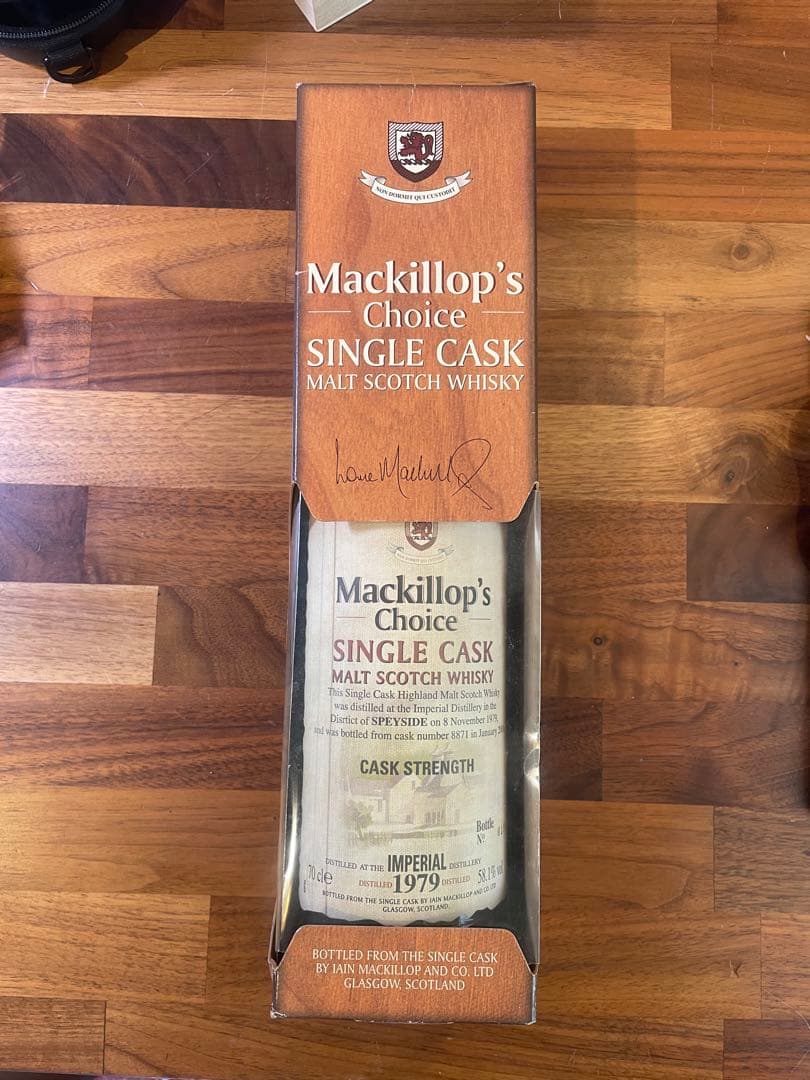 NON DORMIT QUI CUSTODIT
Mackillop's
Choice
SINGLE CASK
MALT SCOTCH WHISKY
Mackillop's
Choice
SINGLE CASK
MALT SCOTCH WHISKY
This Single Cask Highland Malt Scotch Whisky
was distilled at the Imperial Distillery in the
Disrtict of SPEYSIDE on 8 November 1979,
and was bottled from cask number 8871 in January
CASK STRENGTH
Bottle
Nº
DISTILLED AT THE IMPERIAL DISTILLERY
70 cl e DISTILLED 1979 DISTILLED 58.1% vol
BOTTLED FROM THE SINGLE CASK BY IAIN MACKILLOP AND CO. LTD
GLASGOW, SCOTLAND.
BOTTLED FROM THE SINGLE CASK
BY IAIN MACKILLOP AND CO. LTD
GLASGOW, SCOTLAND